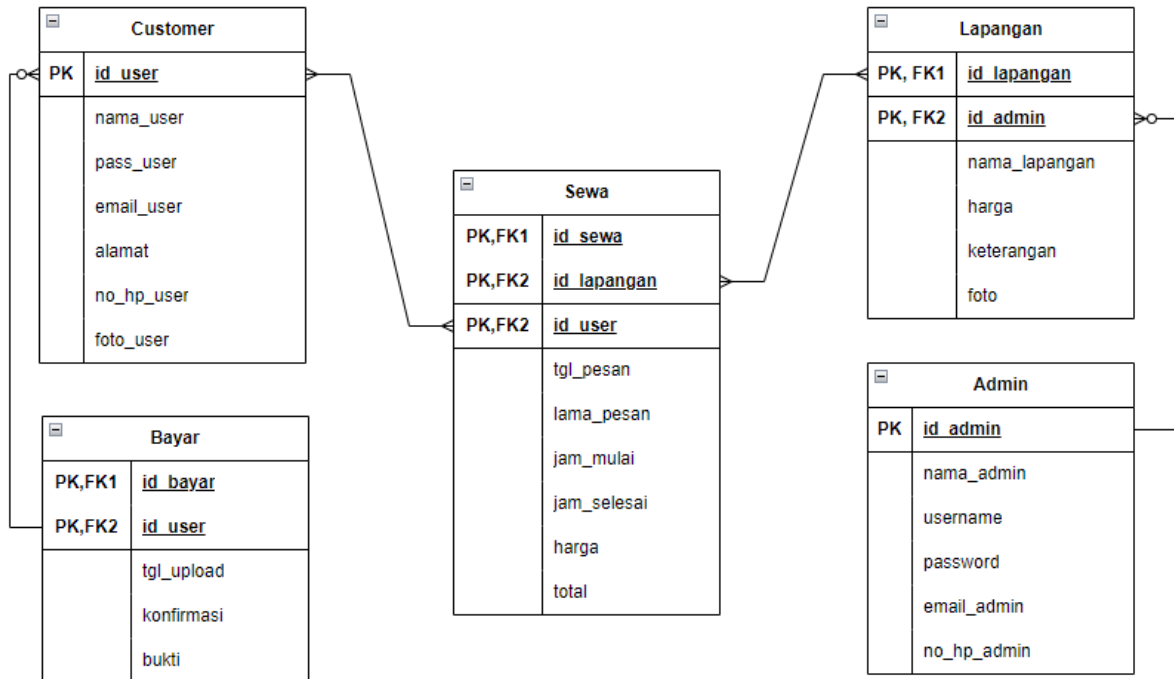 Customer
PK id_user
nama_user
pass_user
email_user
alamat
no_hp_user
foto_user
Bayar
PK,FK1 id_bayar
PK,FK2 id_user
tgl_upload
konfirmasi
bukti
Sewa
PK,FK1 id_sewa
PK,FK2 id_lapangan
PK,FK2 id_user
tgl_pesan
lama_pesan
jam_mulai
jam_selesai
harga
total
Lapangan
PK, FK1 id_lapangan
PK, FK2 id_admin
nama_lapangan
harga
keterangan
foto
Admin
PK id_admin
nama_admin
username
password
email_admin
no_hp_admin